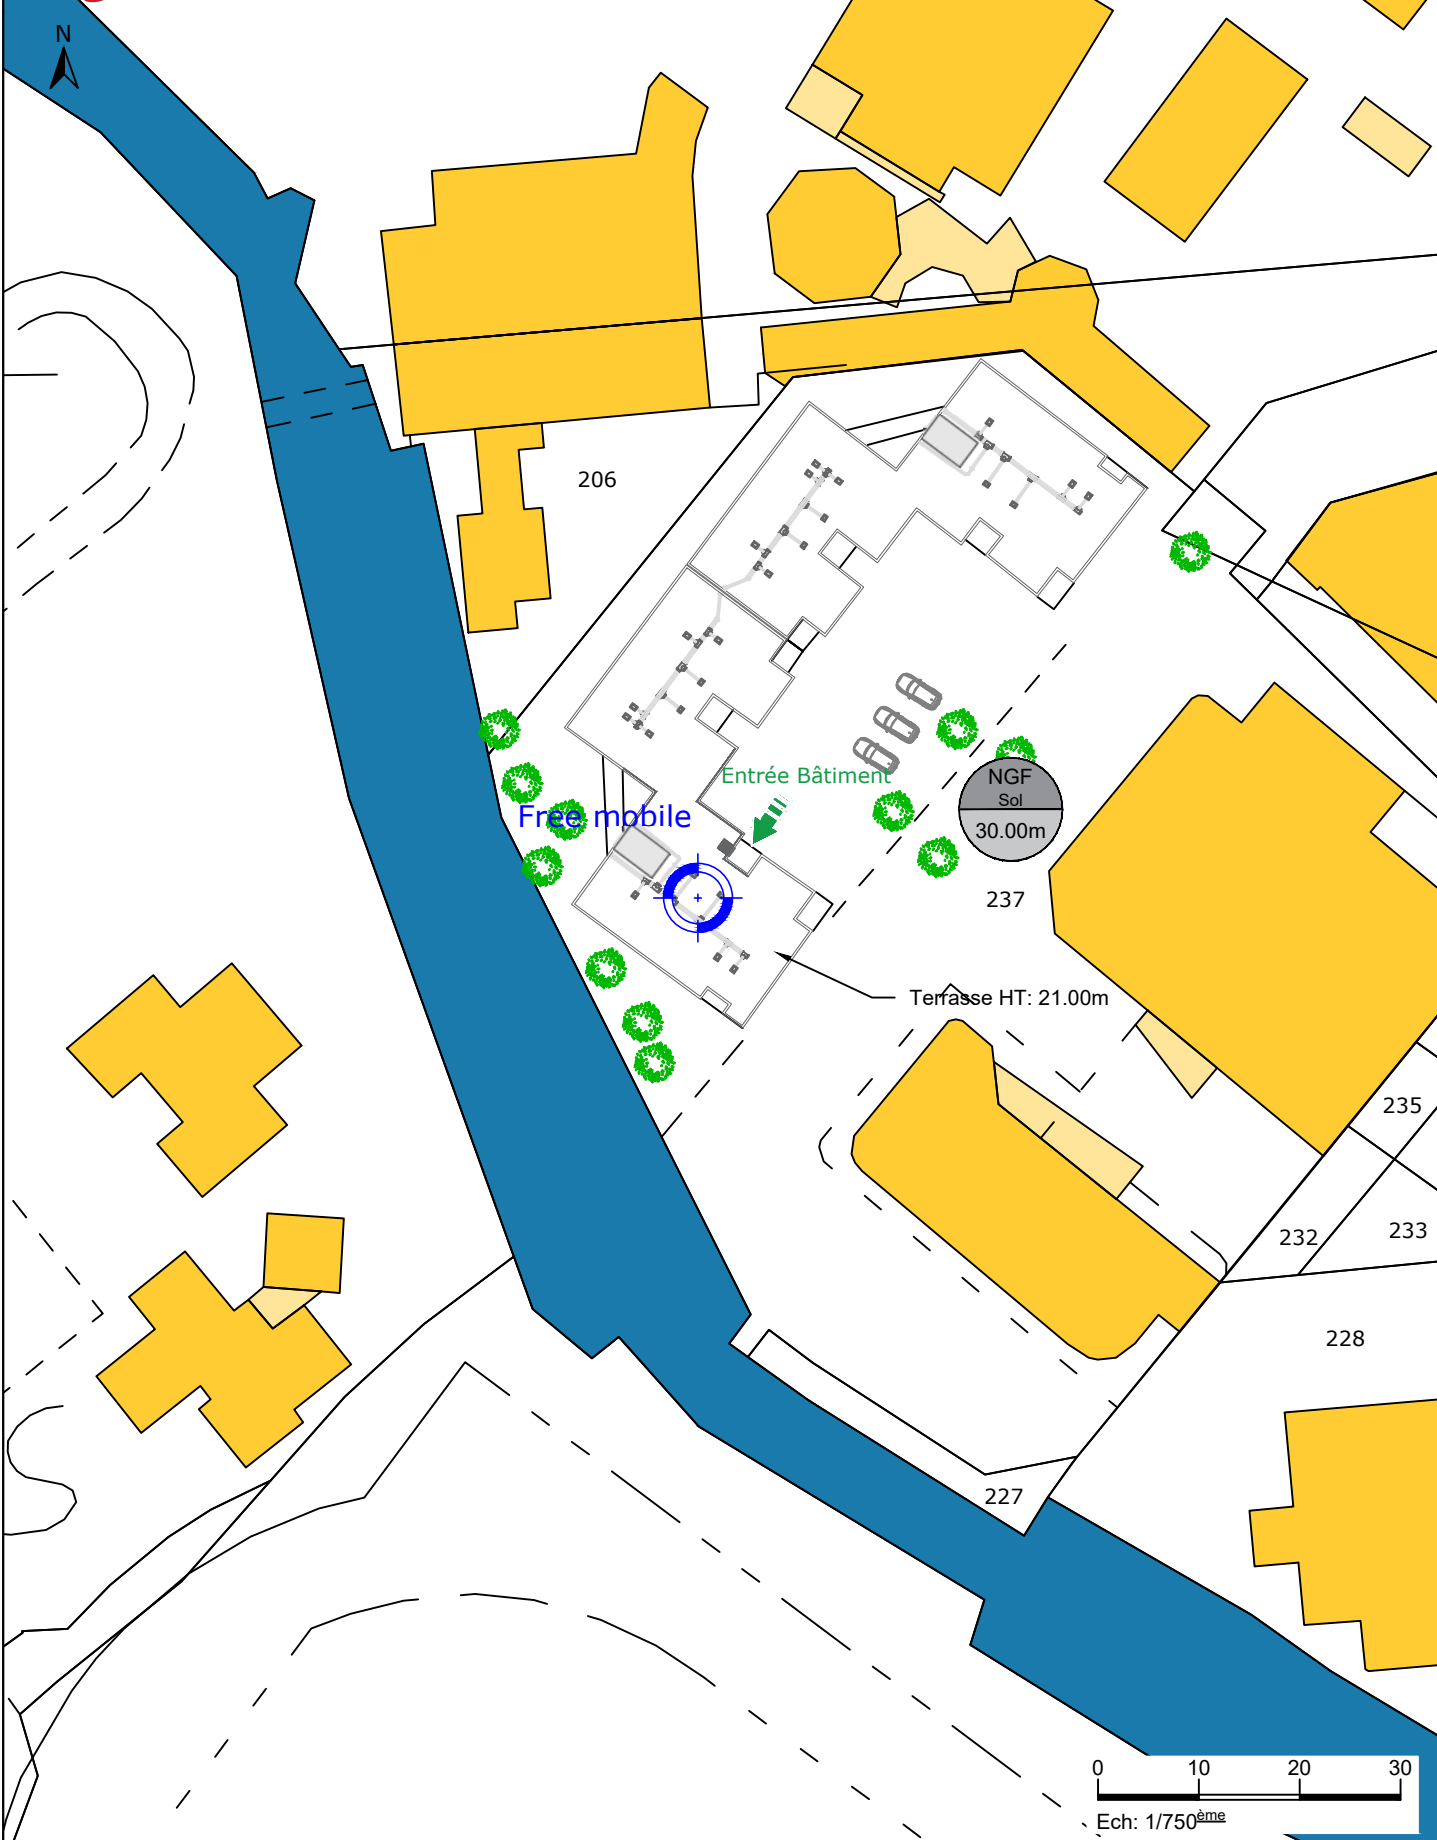 N
206
Entrée Bâtiment
NGF
Sol
30.00m
Free mobile
237
Terrasse HT: 21.00m
235
232
233
228
227
0 10 20 30
Ech: 1/750ème